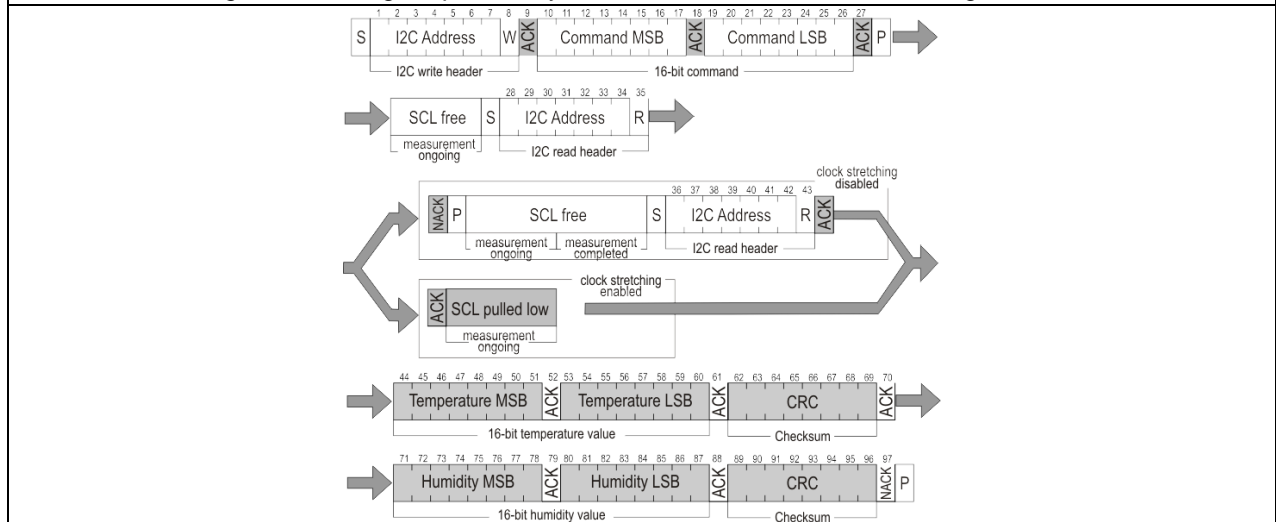 1 2 3 4 5 6 7 8 9 10 11 12 13 14 15 16 17 18 19 20 21 22 23 24 25 26 27
S I2C Address W ACK Command MSB ACK Command LSB ACK P
I2C write header 16-bit command
28 29 30 31 32 33 34 35
SCL free S I2C Address R
measurement ongoing I2C read header
clock stretching
disabled
36 37 38 39 40 41 42 43
NACK P SCL free S I2C Address R ACK
measurement measurement I2C read header
ongoing completed
clock stretching
enabled
ACK SCL pulled low
measurement
ongoing
44 45 46 47 48 49 50 51 52 53 54 55 56 57 58 59 60 61 62 63 64 65 66 67 68 69 70
Temperature MSB ACK Temperature LSB ACK CRC ACK
16-bit temperature value Checksum
71 72 73 74 75 76 77 78 79 80 81 82 83 84 85 86 87 88 89 90 91 92 93 94 95 96 97
Humidity MSB ACK Humidity LSB ACK CRC NACK P
16-bit humidity value Checksum